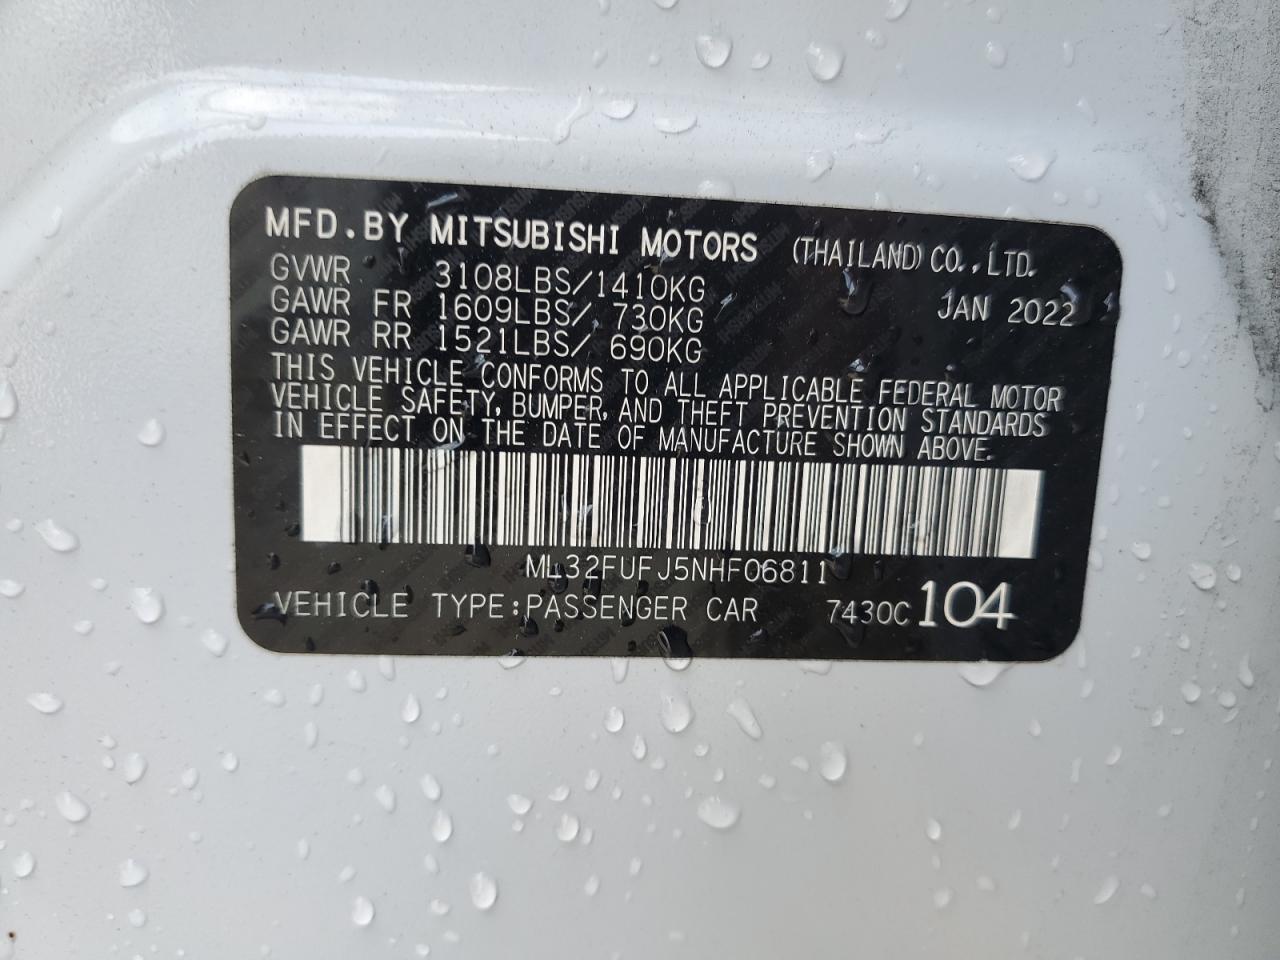 MFD.BY MITSUBISHI MOTORS (THAILAND) CO.,LTD.
GVWR 3108LBS/1410KG JAN 2022
GAWR FR 1609LBS/ 730KG
GAWR RR 1521LBS/ 690KG
THIS VEHICLE CONFORMS TO ALL APPLICABLE FEDERAL MOTOR
VEHICLE SAFETY, BUMPER, AND THEFT PREVENTION STANDARDS
IN EFFECT ON THE DATE OF MANUFACTURE SHOWN ABOVE.
ML32FUFJ5NHF06811
VEHICLE TYPE:PASSENGER CAR 7430C 104